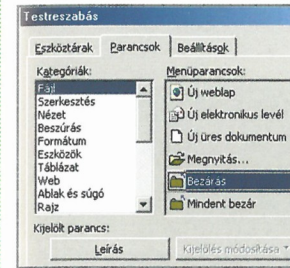 Testreszabás
Eszköztárak
Parancsok
Beállítások
Kategóriák:
Menüparancsok:
Fájl
Szerkesztés
Nézet
Beszúrás
Formátum
Eszközök
Táblázat
Web
Ablak és súgó
Rajz
Új weblap
Új elektronikus levél
Új üres dokumentum
Megnyitás...
Bezárás
Mindent bezár
Kijelölt parancs:
Leírás
Kijelölés módosítása